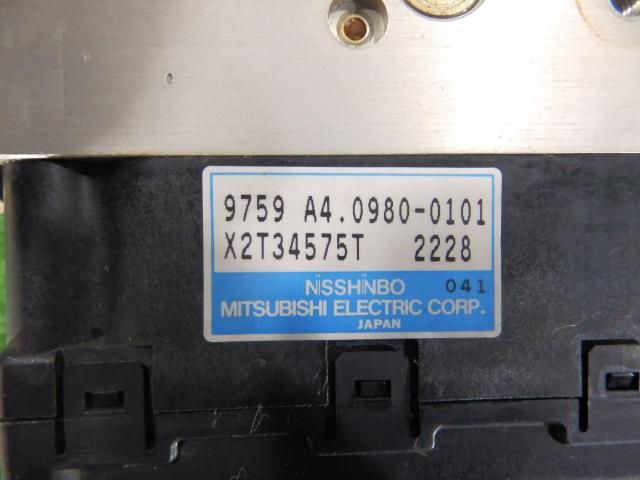 9759 A4.0980-0101
X2T34575T 2228
NiSSHiNBO 041
MITSUBISHI ELECTRIC CORP.
JAPAN